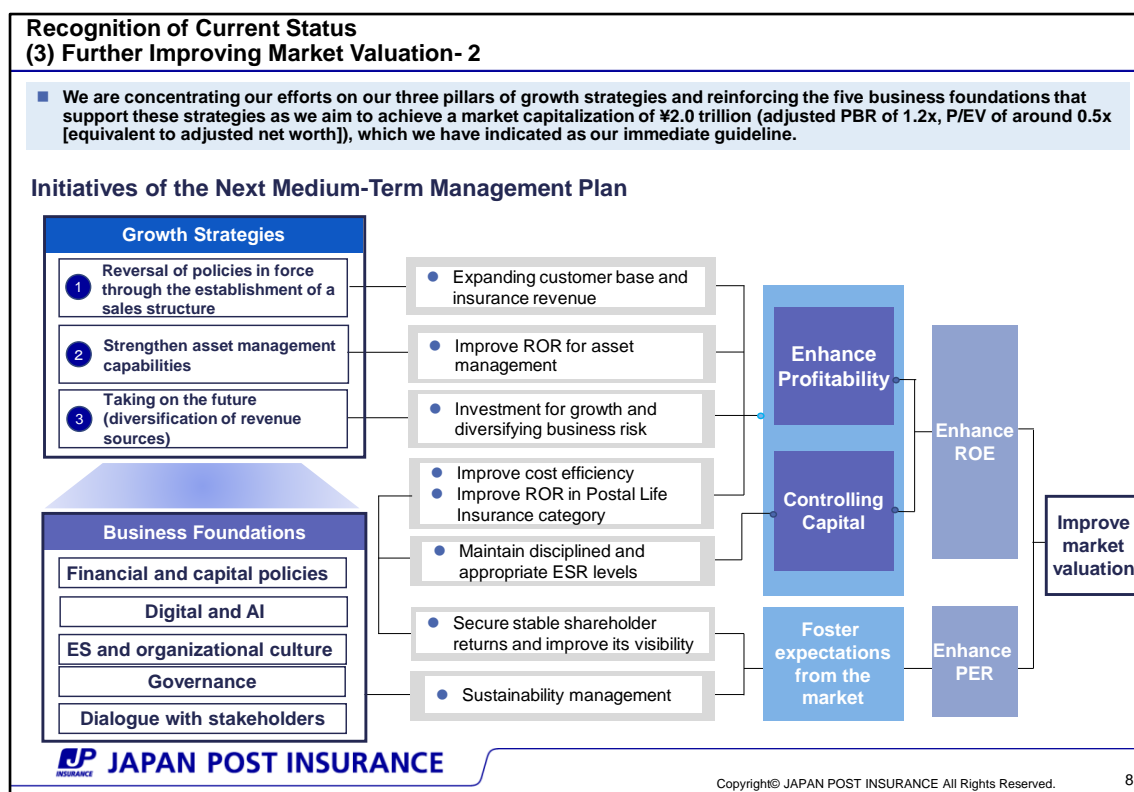 Recognition of Current Status
(3) Further Improving Market Valuation- 2
We are concentrating our efforts on our three pillars of growth strategies and reinforcing the five business foundations that
support these strategies as we aim to achieve a market capitalization of ¥2.0 trillion (adjusted PBR of 1.2x, P/EV of around 0.5x
[equivalent to adjusted net worth]), which we have indicated as our immediate guideline.
Initiatives of the Next Medium-Term Management Plan
Growth Strategies
1
Reversal of policies in force
through the establishment of a
sales structure
2
Strengthen asset management
capabilities
3
Taking on the future
(diversification of revenue
sources)
Business Foundations
Financial and capital policies
Digital and AI
ES and organizational culture
Governance
Dialogue with stakeholders
Expanding customer base and
insurance revenue
Improve ROR for asset
management
Investment for growth and
diversifying business risk
Improve cost efficiency
Improve ROR in Postal Life
Insurance category
Maintain disciplined and
appropriate ESR levels
Secure stable shareholder
returns and improve its visibility
Sustainability management
Enhance
Profitability
Controlling
Capital
Foster
expectations
from the
market
Enhance
ROE
Enhance
PER
Improve
market
valuation
JP
INSURANCE
JAPAN POST INSURANCE
Copyright© JAPAN POST INSURANCE All Rights Reserved.
8